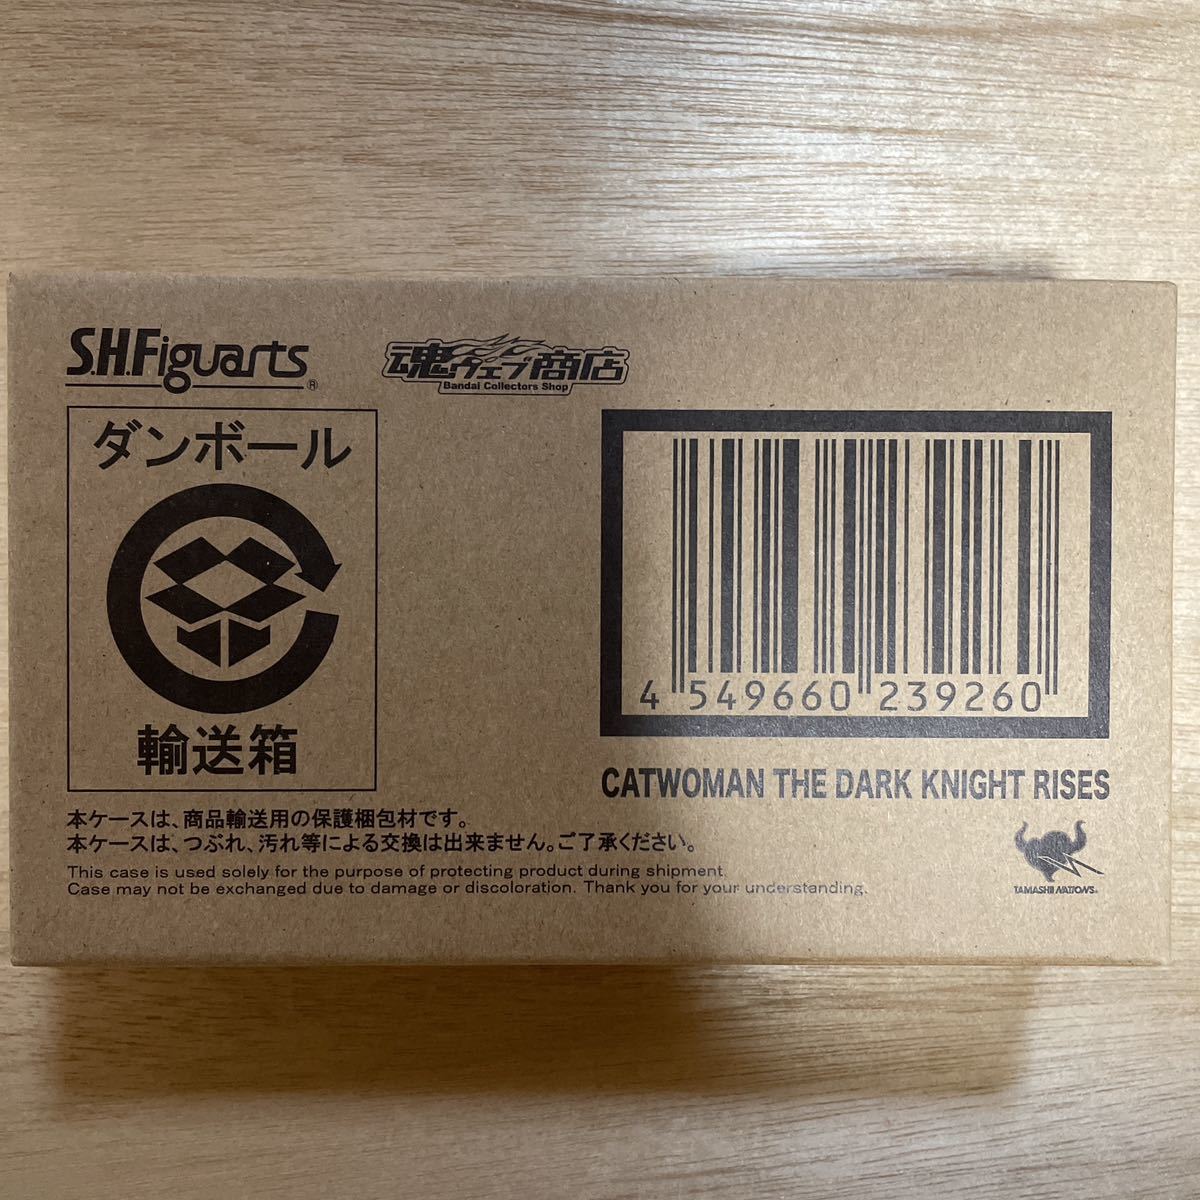 S.H.Figuarts®
魂ウェブ商店
Bandai Collectors Shop
ダンボール
輸送箱
4 549660 239260
CATWOMAN THE DARK KNIGHT RISES
本ケースは、商品輸送用の保護梱包材です。
本ケースは、つぶれ、汚れ等による交換は出来ません。ご了承ください。
This case is used solely for the purpose of protecting product during shipment.
Case may not be exchanged due to damage or discoloration. Thank you for your understanding.
TAMASHII NATIONS®